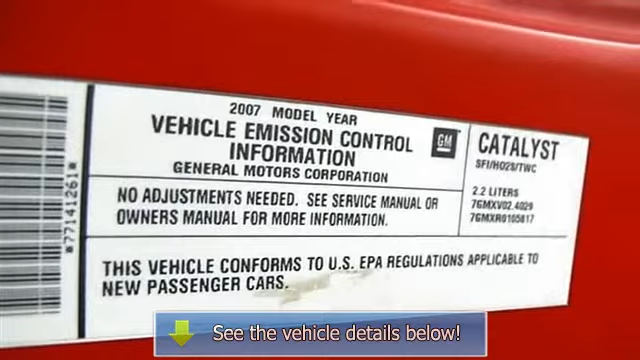 2007 MODEL YEAR
VEHICLE EMISSION CONTROL
INFORMATION
GENERAL MOTORS CORPORATION
GM
CATALYST
SFI/HO2S/TWC
2.2 LITERS
7GMXV02.4029
7GMXR0105817
NO ADJUSTMENTS NEEDED. SEE SERVICE MANUAL OR
OWNERS MANUAL FOR MORE INFORMATION.
THIS VEHICLE CONFORMS TO U.S. EPA REGULATIONS APPLICABLE TO
NEW PASSENGER CARS.
*77141261*
See the vehicle details below!